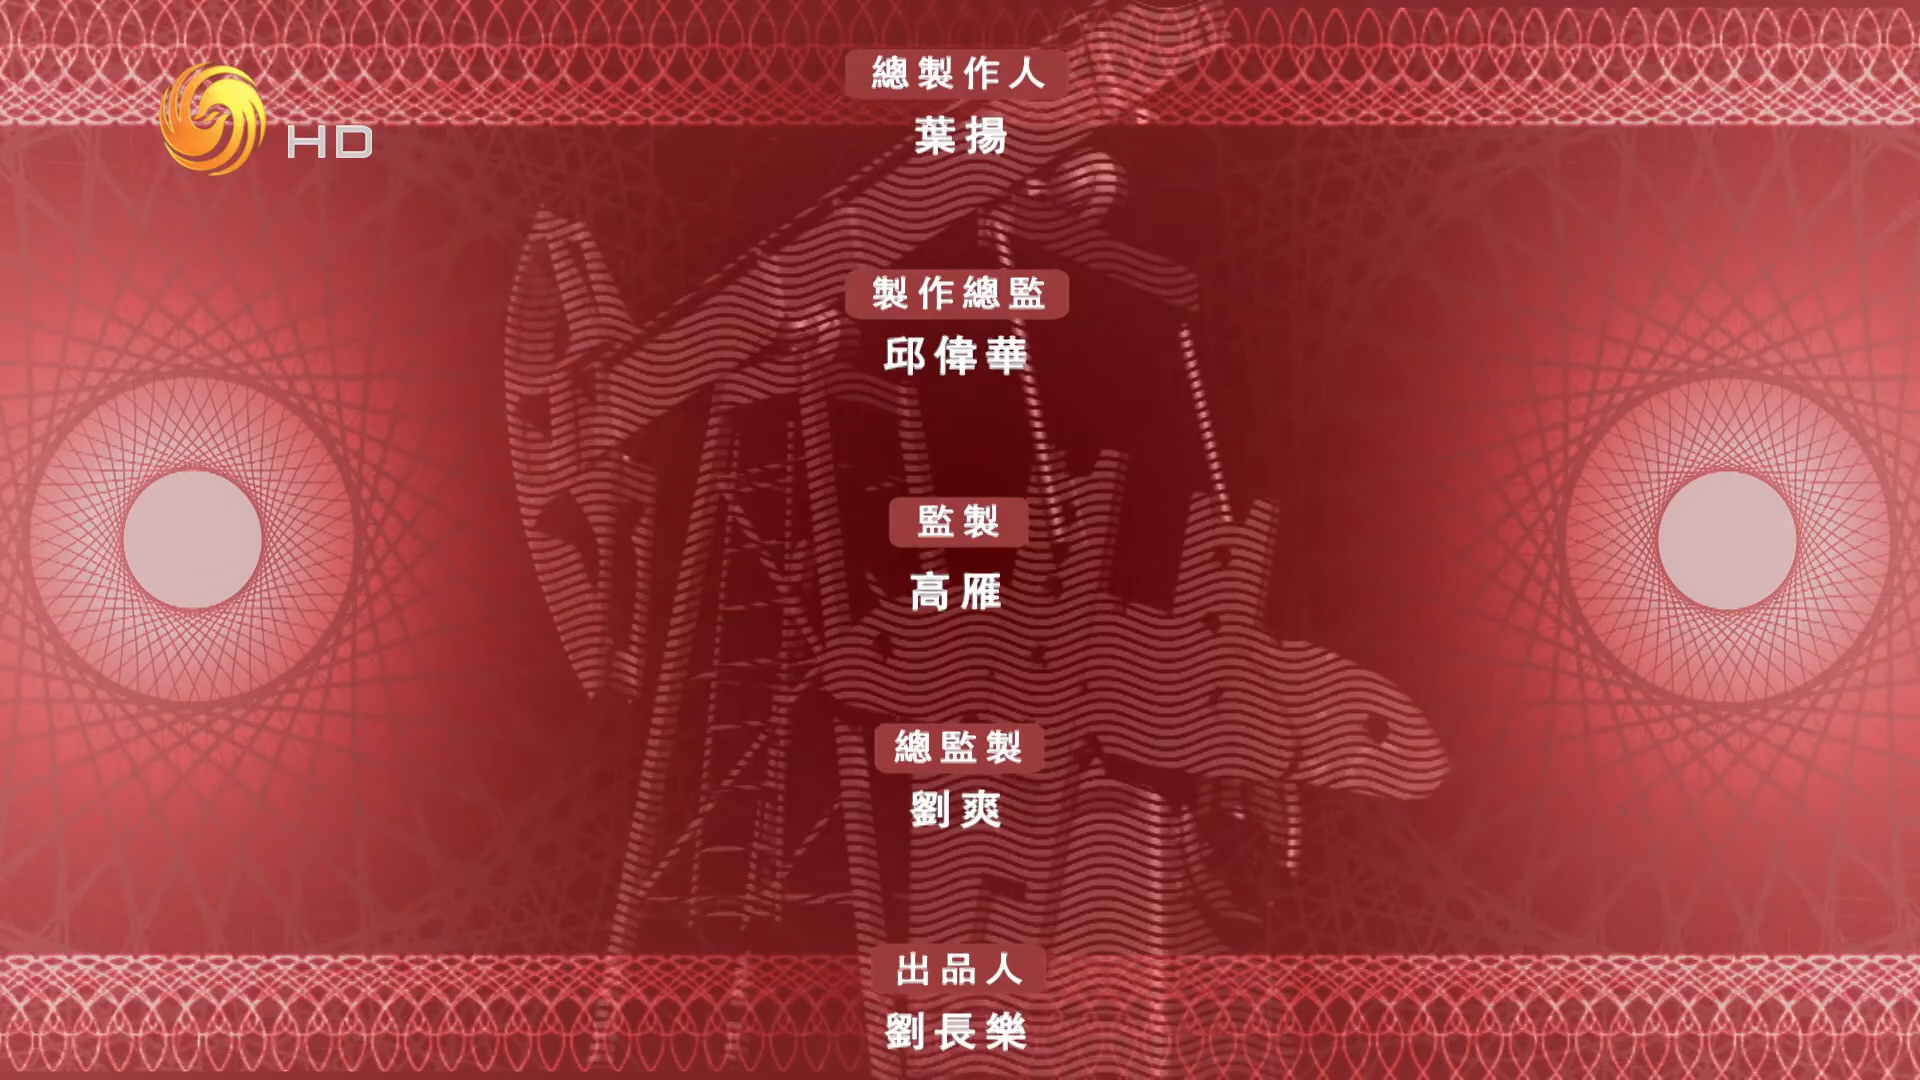 HD
總製作人
葉揚
製作總監
邱偉華
監製
高雁
總監製
劉爽
出品人
劉長樂